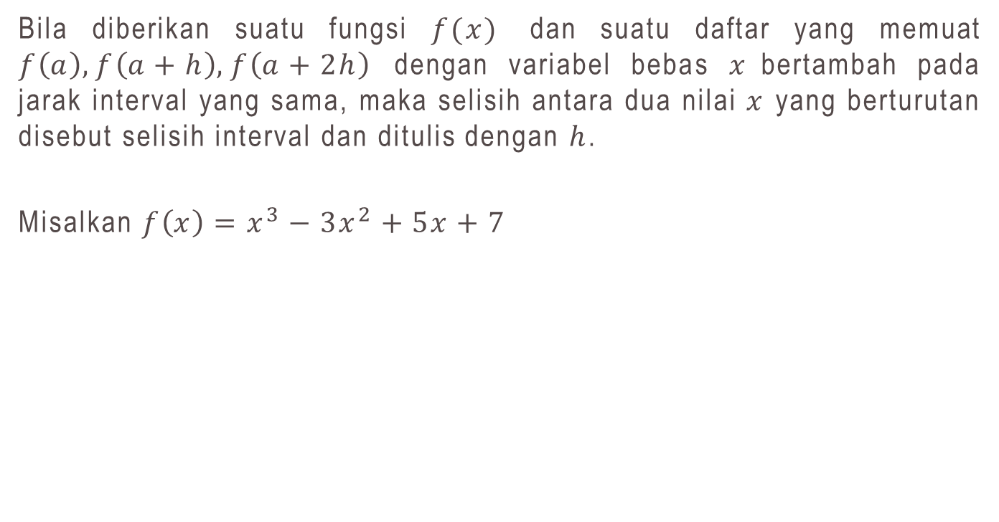 Bila diberikan suatu fungsi f(x) dan suatu daftar yang memuat
f(a), f(a + h), f(a + 2h) dengan variabel bebas x bertambah pada
jarak interval yang sama, maka selisih antara dua nilai x yang berturutan
disebut selisih interval dan ditulis dengan h.
Misalkan f(x) = x³ − 3x² + 5x + 7